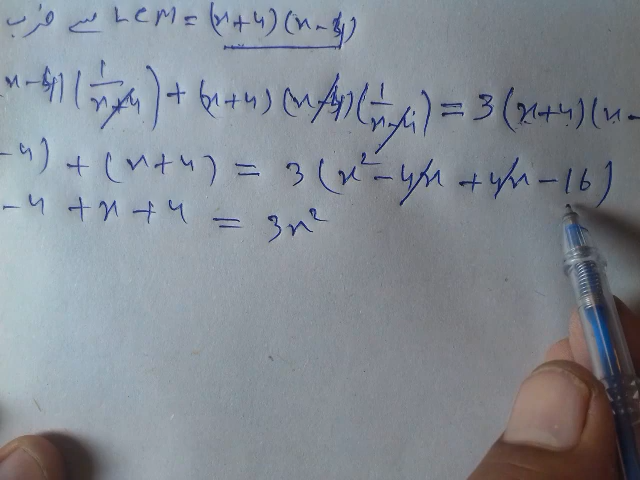 LCM = (x+4)(x-4) سے ضرب
x-4)(1/x+4) + (x+4)(x-4)(1/x-4) = 3(x+4)(x-
-4) + (x+4) = 3(x²-4x+4x-16)
-4 + x + 4 = 3x²